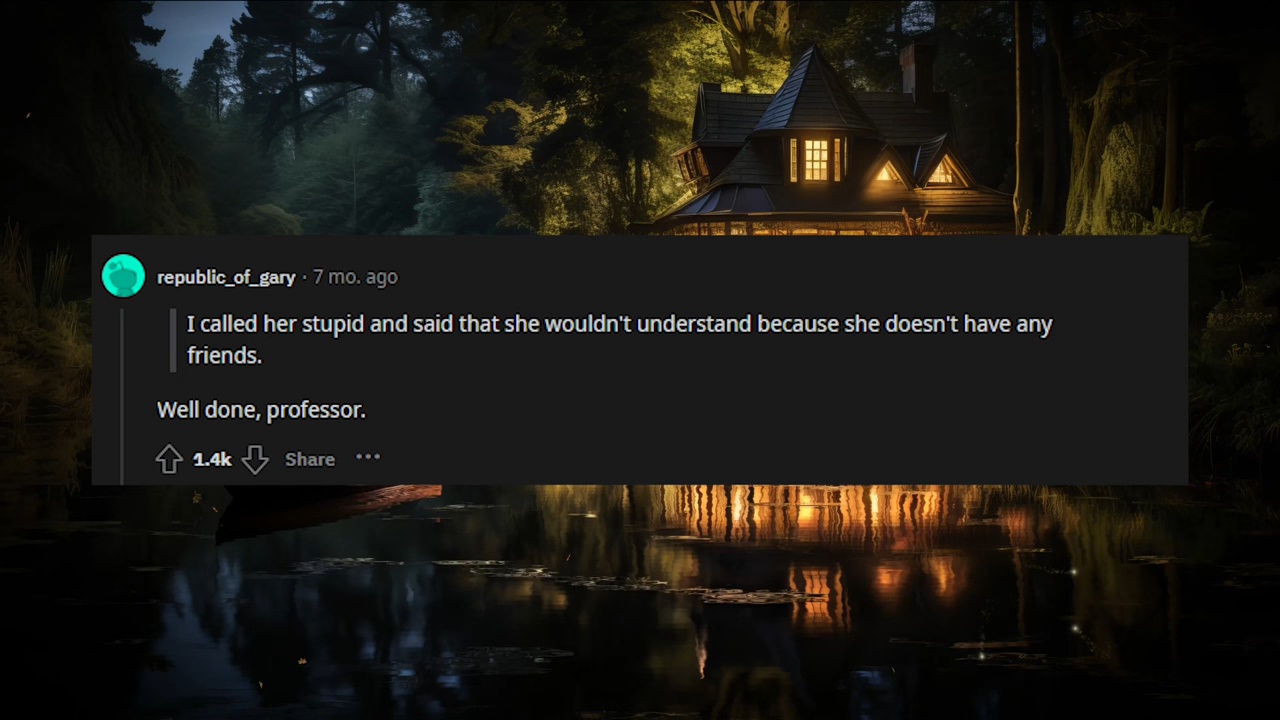 republic_of_gary · 7 mo. ago
I called her stupid and said that she wouldn't understand because she doesn't have any
friends.
Well done, professor.
1.4k Share ···